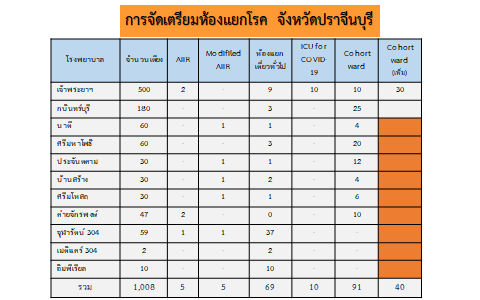 การจัดเตรียมห้องแยกโรค จังหวัดปราจีนบุรี
โรงพยาบาล จำนวนเตียง AIIR Modified AIIR ห้องแยกเดี่ยวทั่วไป ICU for COVID-19 Cohort ward Cohort ward (เพิ่ม)
เจ้าพระยาฯ 500 2 - 9 10 10 30
กบินทร์บุรี 180 - - 3 - 25
นาดี 60 - 1 1 - 4
ศรีมหาโพธิ์ 60 - - 3 - 20
ประจันตคาม 30 - 1 1 - 12
บ้านสร้าง 30 - 1 2 - 4
ศรีมโหสถ 30 - 1 1 - 6
ค่ายจักรพงษ์ 47 2 - 0 - 10
จุฬารัตน์ 304 59 1 1 37 - -
เมดิแคร์ 304 2 - - 2 - -
อิมพีเรียล 10 - - 10 - -
รวม 1,008 5 5 69 10 91 40